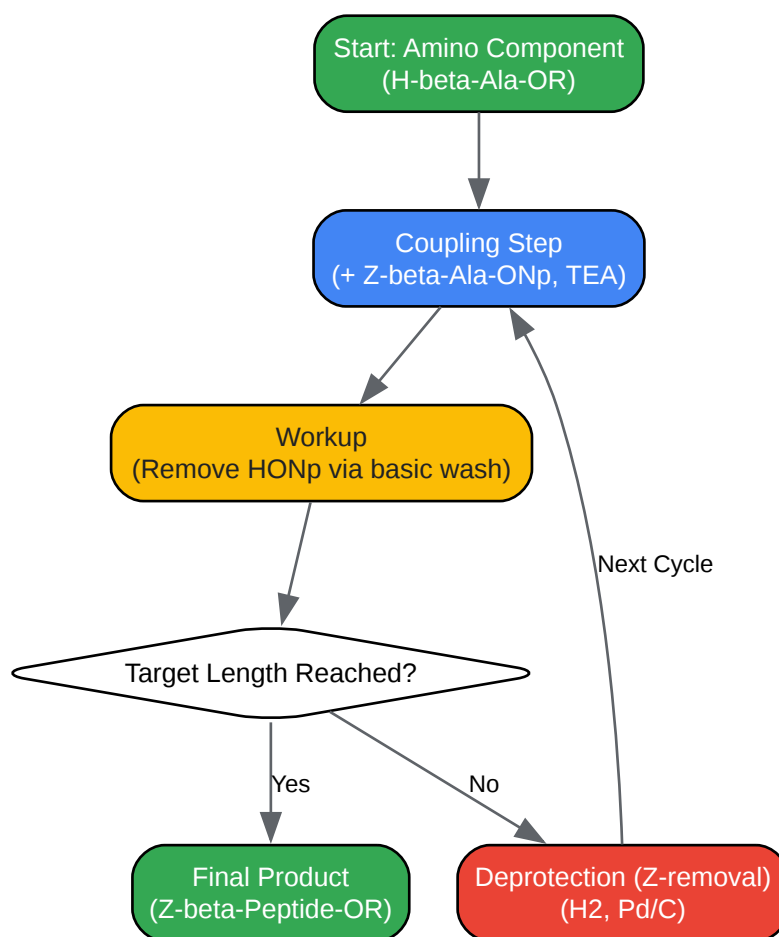 Start: Amino Component
(H-beta-Ala-OR)
Coupling Step
(+ Z-beta-Ala-ONp, TEA)
Workup
(Remove HONp via basic wash)
Next Cycle
Target Length Reached?
Yes
No
Final Product
(Z-beta-Peptide-OR)
Deprotection (Z-removal)
(H2, Pd/C)